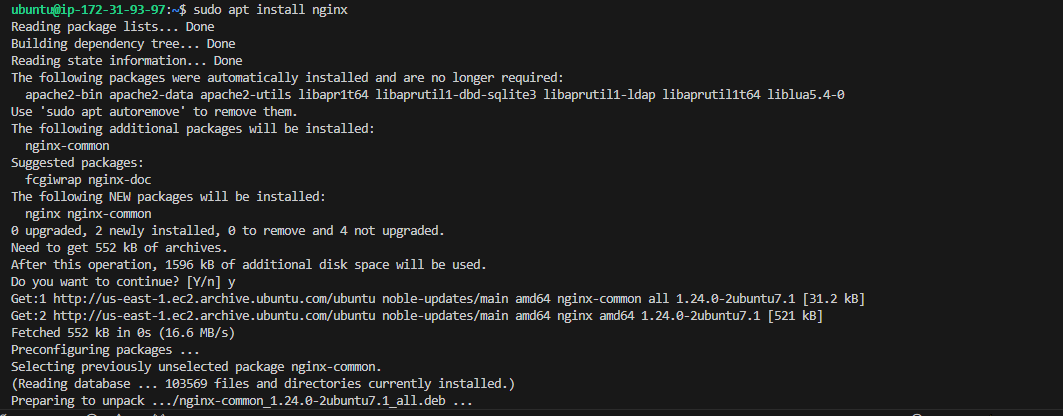 ubuntu@ip-172-31-93-97:~$ sudo apt install nginx
Reading package lists... Done
Building dependency tree... Done
Reading state information... Done
The following packages were automatically installed and are no longer required:
  apache2-bin apache2-data apache2-utils libapr1t64 libaprutil1-dbd-sqlite3 libaprutil1-ldap libaprutil1t64 liblua5.4-0
Use 'sudo apt autoremove' to remove them.
The following additional packages will be installed:
  nginx-common
Suggested packages:
  fcgiwrap nginx-doc
The following NEW packages will be installed:
  nginx nginx-common
0 upgraded, 2 newly installed, 0 to remove and 4 not upgraded.
Need to get 552 kB of archives.
After this operation, 1596 kB of additional disk space will be used.
Do you want to continue? [Y/n] y
Get:1 http://us-east-1.ec2.archive.ubuntu.com/ubuntu noble-updates/main amd64 nginx-common all 1.24.0-2ubuntu7.1 [31.2 kB]
Get:2 http://us-east-1.ec2.archive.ubuntu.com/ubuntu noble-updates/main amd64 nginx amd64 1.24.0-2ubuntu7.1 [521 kB]
Fetched 552 kB in 0s (16.6 MB/s)
Preconfiguring packages ...
Selecting previously unselected package nginx-common.
(Reading database ... 103569 files and directories currently installed.)
Preparing to unpack .../nginx-common_1.24.0-2ubuntu7.1_all.deb ...